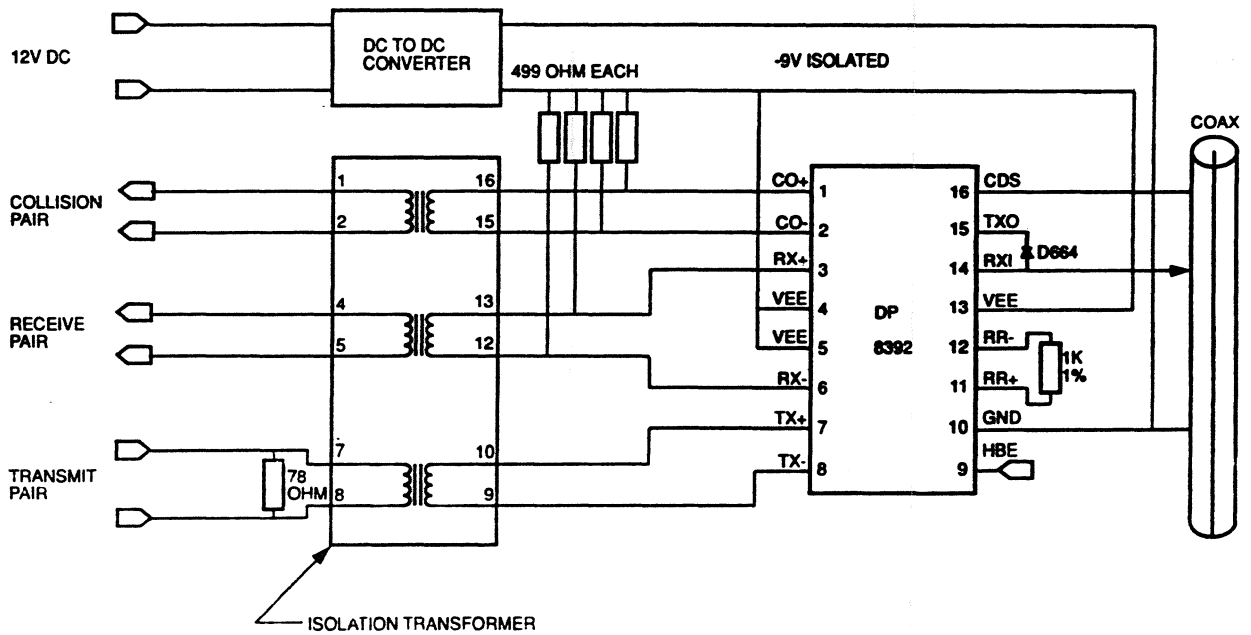 12V DC
DC TO DC
CONVERTER
499 OHM EACH
-9V ISOLATED
COAX
COLLISION
PAIR
1
2
16
15
CO+
CO-
1
2
16
15
CDS
TXO
D664
RECEIVE
PAIR
4
5
13
12
RX+
VEE
VEE
RX-
3
4
5
6
DP
8392
14
13
12
11
RXI
VEE
RR-
RR+
1K
1%
TRANSMIT
PAIR
78
OHM
7
8
10
9
TX+
TX-
7
8
10
9
GND
HBE
ISOLATION TRANSFORMER